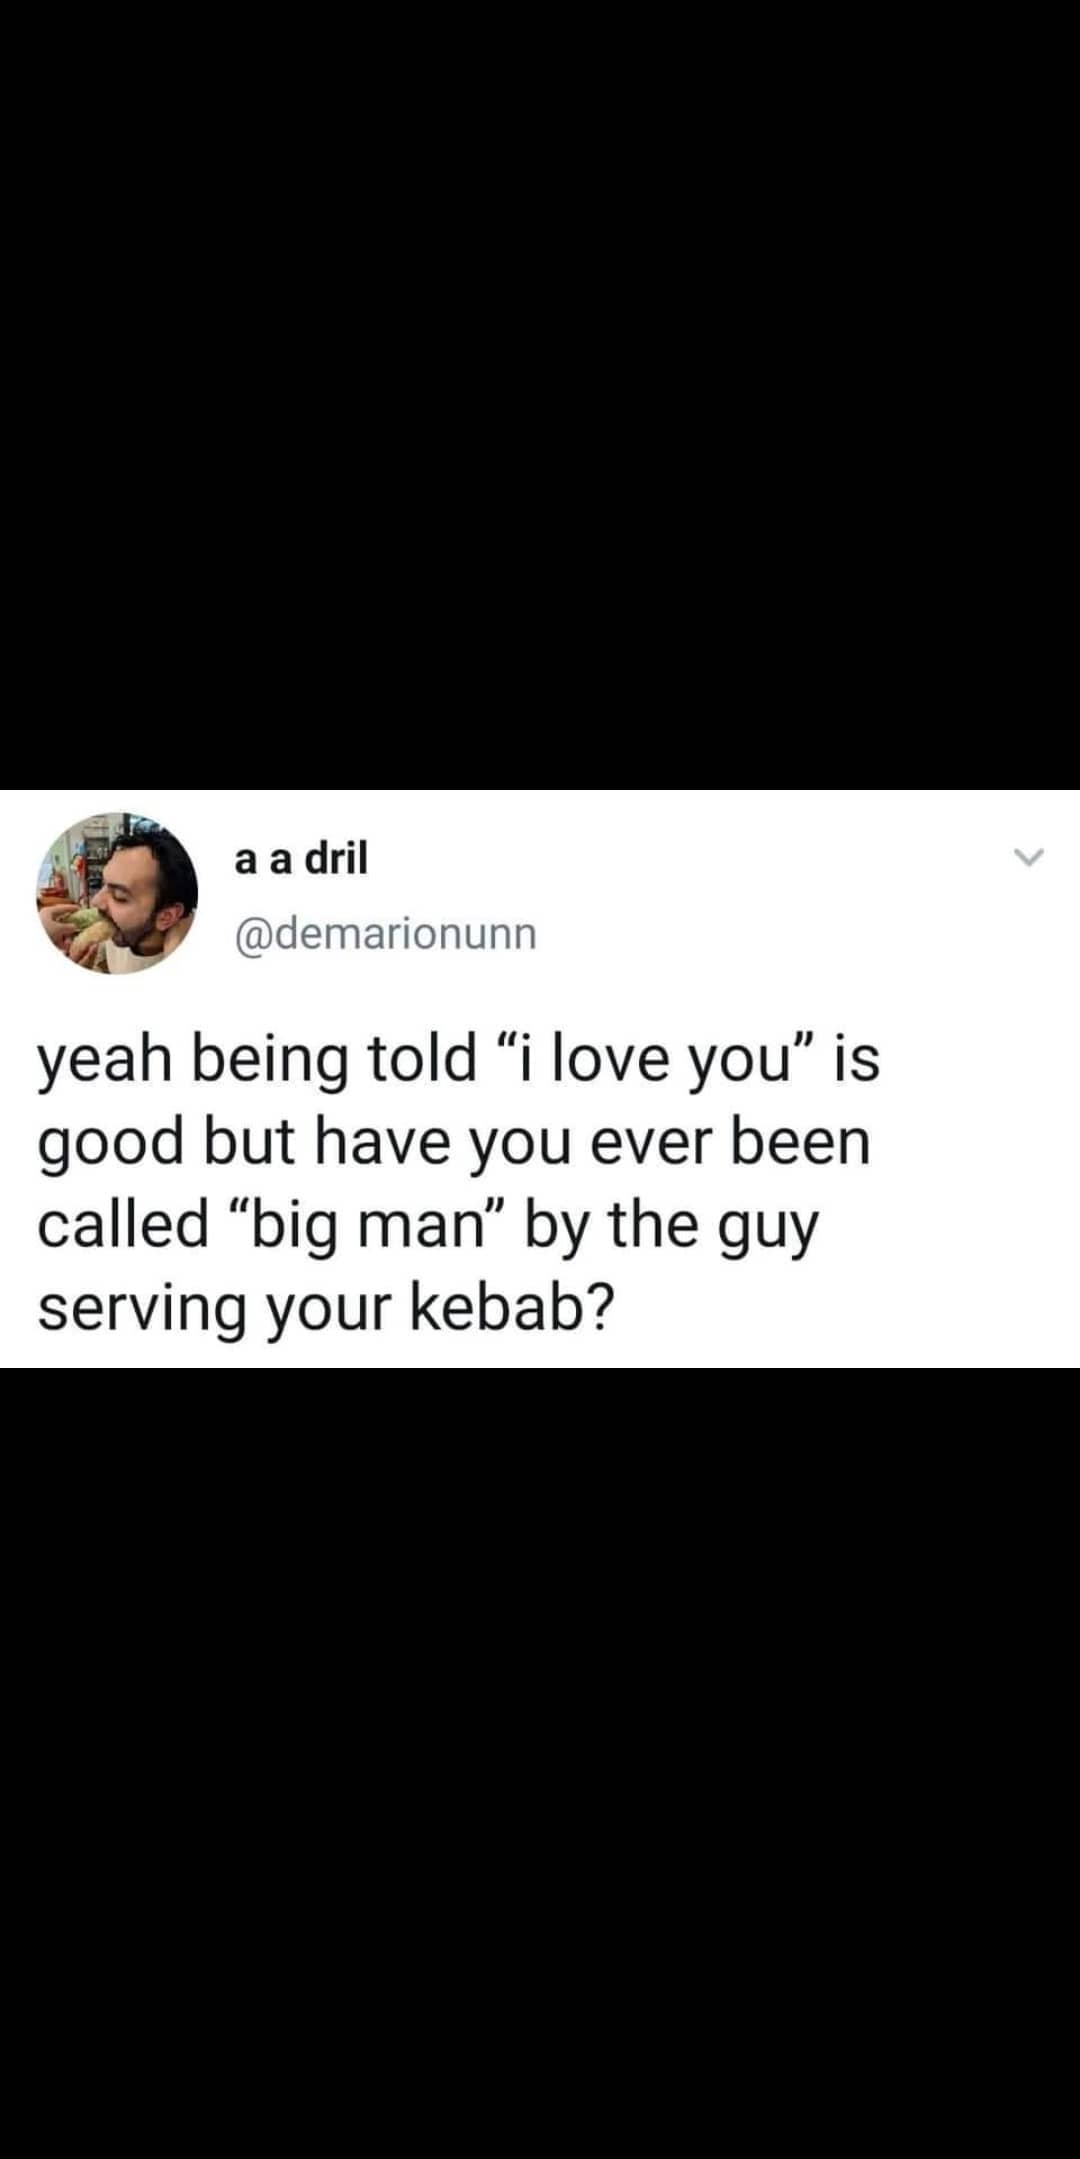 a a dril
@demarionunn
yeah being told “i love you” is
good but have you ever been
called “big man” by the guy
serving your kebab?